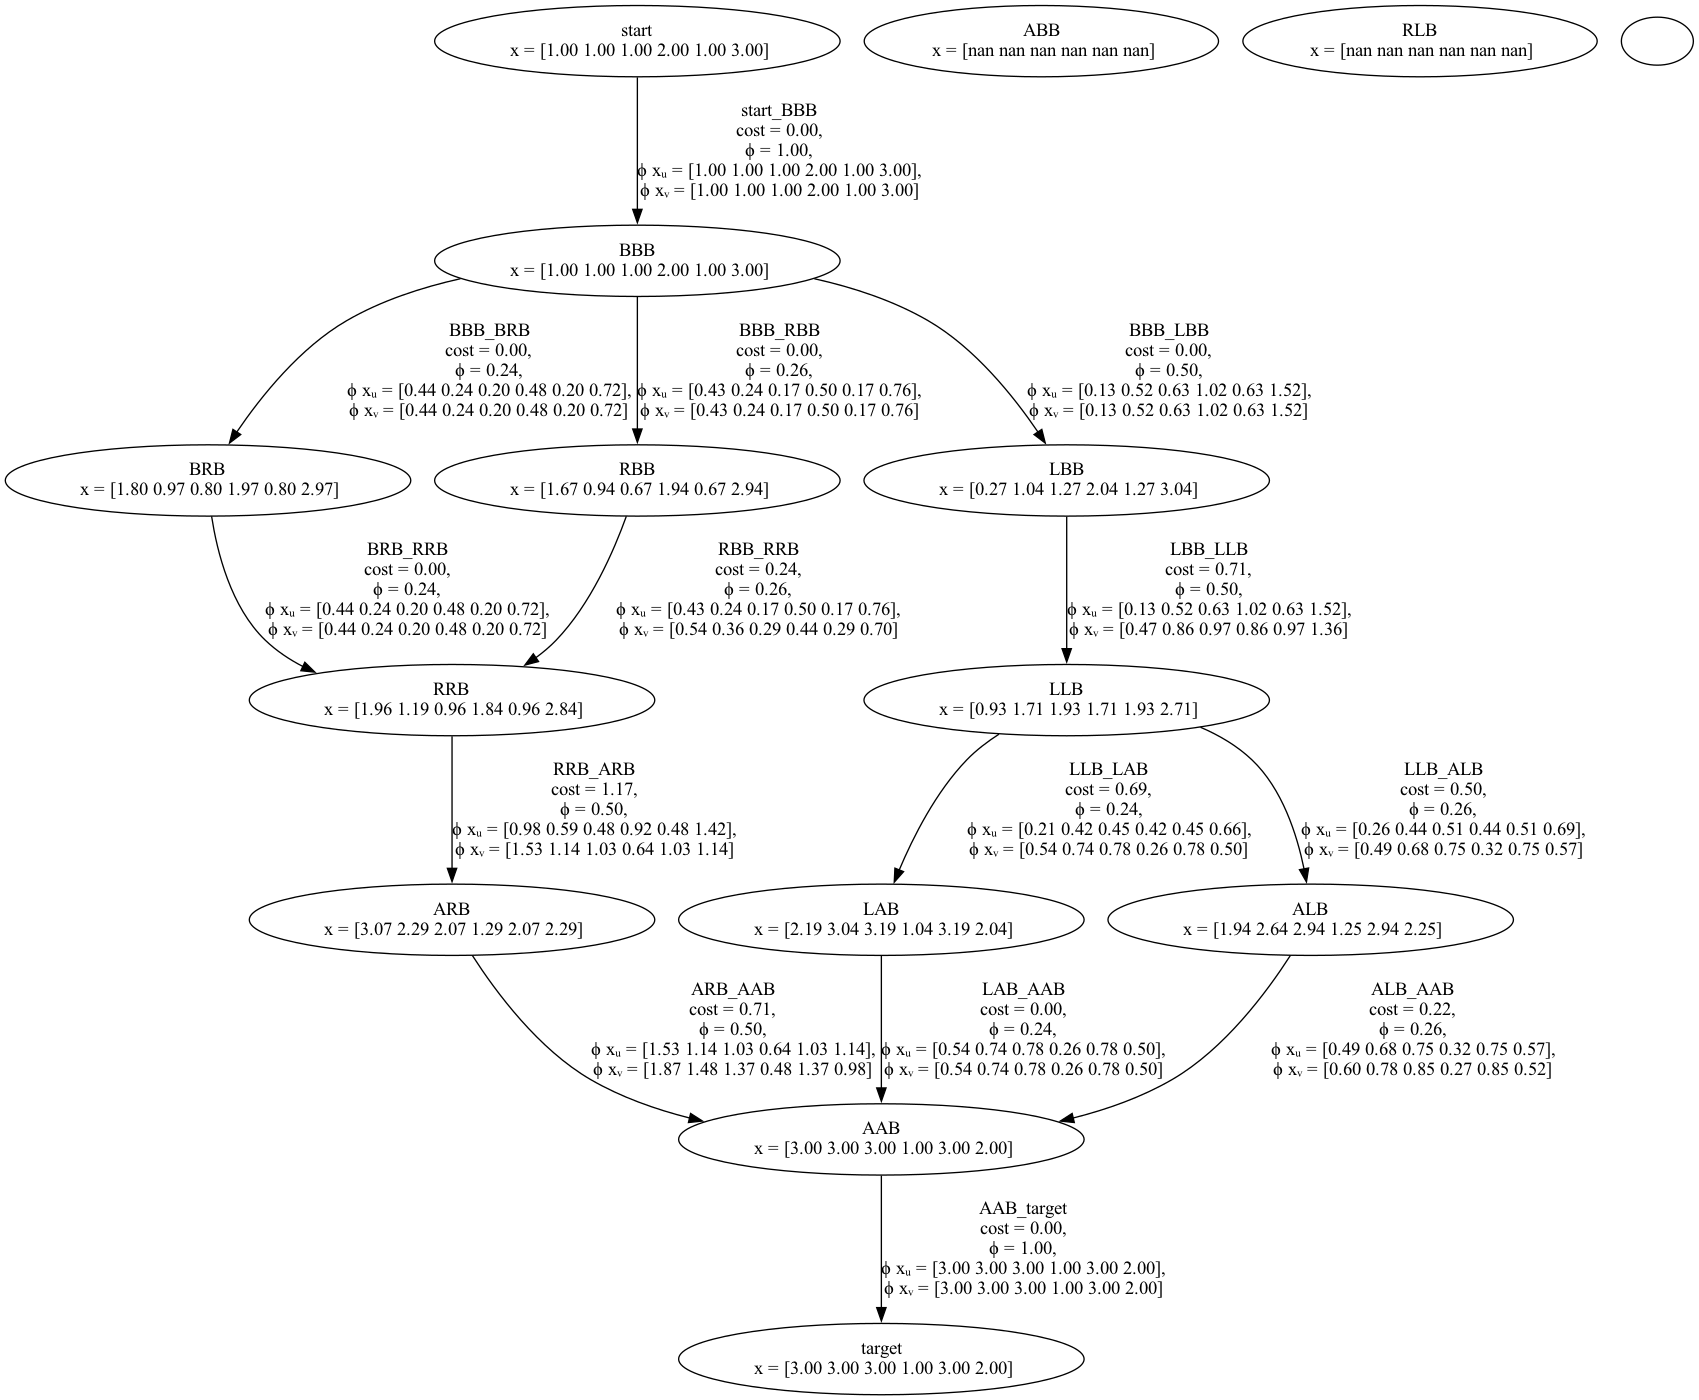 start
x = [1.00 1.00 1.00 2.00 1.00 3.00]
ABB
x = [nan nan nan nan nan nan]
RLB
x = [nan nan nan nan nan nan]
start_BBB
cost = 0.00,
ϕ = 1.00,
ϕ xᵤ = [1.00 1.00 1.00 2.00 1.00 3.00],
ϕ xᵥ = [1.00 1.00 1.00 2.00 1.00 3.00]
BBB
x = [1.00 1.00 1.00 2.00 1.00 3.00]
BBB_BRB
cost = 0.00,
ϕ = 0.24,
ϕ xᵤ = [0.44 0.24 0.20 0.48 0.20 0.72],
ϕ xᵥ = [0.44 0.24 0.20 0.48 0.20 0.72]
BBB_RBB
cost = 0.00,
ϕ = 0.26,
ϕ xᵤ = [0.43 0.24 0.17 0.50 0.17 0.76],
ϕ xᵥ = [0.43 0.24 0.17 0.50 0.17 0.76]
BBB_LBB
cost = 0.00,
ϕ = 0.50,
ϕ xᵤ = [0.13 0.52 0.63 1.02 0.63 1.52],
ϕ xᵥ = [0.13 0.52 0.63 1.02 0.63 1.52]
BRB
x = [1.80 0.97 0.80 1.97 0.80 2.97]
RBB
x = [1.67 0.94 0.67 1.94 0.67 2.94]
LBB
x = [0.27 1.04 1.27 2.04 1.27 3.04]
BRB_RRB
cost = 0.00,
ϕ = 0.24,
ϕ xᵤ = [0.44 0.24 0.20 0.48 0.20 0.72],
ϕ xᵥ = [0.44 0.24 0.20 0.48 0.20 0.72]
RBB_RRB
cost = 0.24,
ϕ = 0.26,
ϕ xᵤ = [0.43 0.24 0.17 0.50 0.17 0.76],
ϕ xᵥ = [0.54 0.36 0.29 0.44 0.29 0.70]
LBB_LLB
cost = 0.71,
ϕ = 0.50,
ϕ xᵤ = [0.13 0.52 0.63 1.02 0.63 1.52],
ϕ xᵥ = [0.47 0.86 0.97 0.86 0.97 1.36]
RRB
x = [1.96 1.19 0.96 1.84 0.96 2.84]
LLB
x = [0.93 1.71 1.93 1.71 1.93 2.71]
RRB_ARB
cost = 1.17,
ϕ = 0.50,
ϕ xᵤ = [0.98 0.59 0.48 0.92 0.48 1.42],
ϕ xᵥ = [1.53 1.14 1.03 0.64 1.03 1.14]
LLB_LAB
cost = 0.69,
ϕ = 0.24,
ϕ xᵤ = [0.21 0.42 0.45 0.42 0.45 0.66],
ϕ xᵥ = [0.54 0.74 0.78 0.26 0.78 0.50]
LLB_ALB
cost = 0.50,
ϕ = 0.26,
ϕ xᵤ = [0.26 0.44 0.51 0.44 0.51 0.69],
ϕ xᵥ = [0.49 0.68 0.75 0.32 0.75 0.57]
ARB
x = [3.07 2.29 2.07 1.29 2.07 2.29]
LAB
x = [2.19 3.04 3.19 1.04 3.19 2.04]
ALB
x = [1.94 2.64 2.94 1.25 2.94 2.25]
ARB_AAB
cost = 0.71,
ϕ = 0.50,
ϕ xᵤ = [1.53 1.14 1.03 0.64 1.03 1.14],
ϕ xᵥ = [1.87 1.48 1.37 0.48 1.37 0.98]
LAB_AAB
cost = 0.00,
ϕ = 0.24,
ϕ xᵤ = [0.54 0.74 0.78 0.26 0.78 0.50],
ϕ xᵥ = [0.54 0.74 0.78 0.26 0.78 0.50]
ALB_AAB
cost = 0.22,
ϕ = 0.26,
ϕ xᵤ = [0.49 0.68 0.75 0.32 0.75 0.57],
ϕ xᵥ = [0.60 0.78 0.85 0.27 0.85 0.52]
AAB
x = [3.00 3.00 3.00 1.00 3.00 2.00]
AAB_target
cost = 0.00,
ϕ = 1.00,
ϕ xᵤ = [3.00 3.00 3.00 1.00 3.00 2.00],
ϕ xᵥ = [3.00 3.00 3.00 1.00 3.00 2.00]
target
x = [3.00 3.00 3.00 1.00 3.00 2.00]